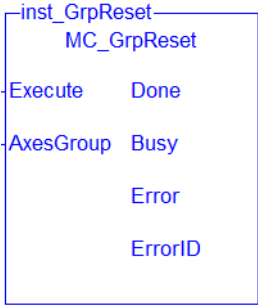 inst_GrpReset
MC_GrpReset
Execute Done
AxesGroup Busy
Error
ErrorID